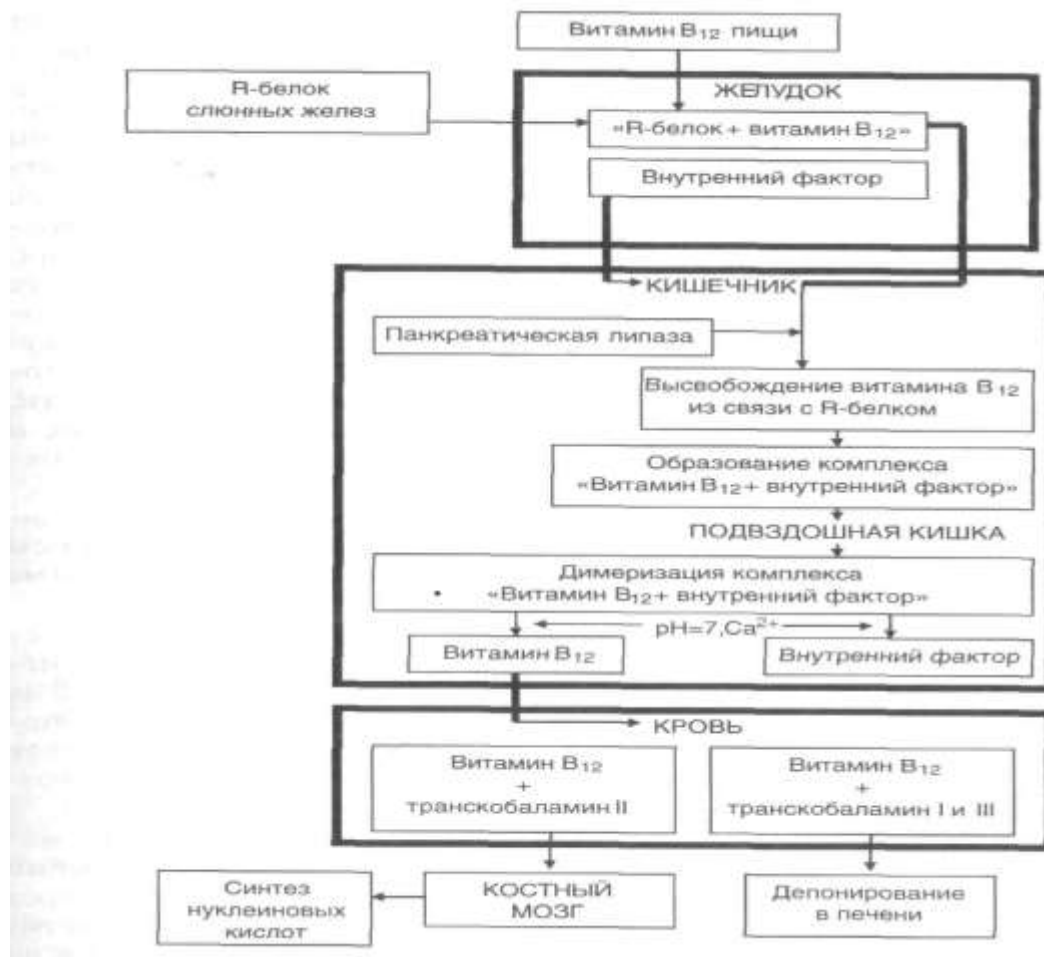 Витамин B12 пищи
R-белок
слюнных желез
ЖЕЛУДОК
«R-белок + витамин B12»
Внутренний фактор
КИШЕЧНИК
Панкреатическая липаза
Высвобождение витамина B12
из связи с R-белком
Образование комплекса
«Витамин B12 + внутренний фактор»
ПОДВЗДОШНАЯ КИШКА
Димеризация комплекса
«Витамин B12 + внутренний фактор»
pH=7,Ca2+
Витамин B12
Внутренний фактор
КРОВЬ
Витамин B12
+
транскобаламин II
Витамин B12
+
транскобаламин I и III
Синтез
нуклеиновых
кислот
КОСТНЫЙ
МОЗГ
Депонирование
в печени